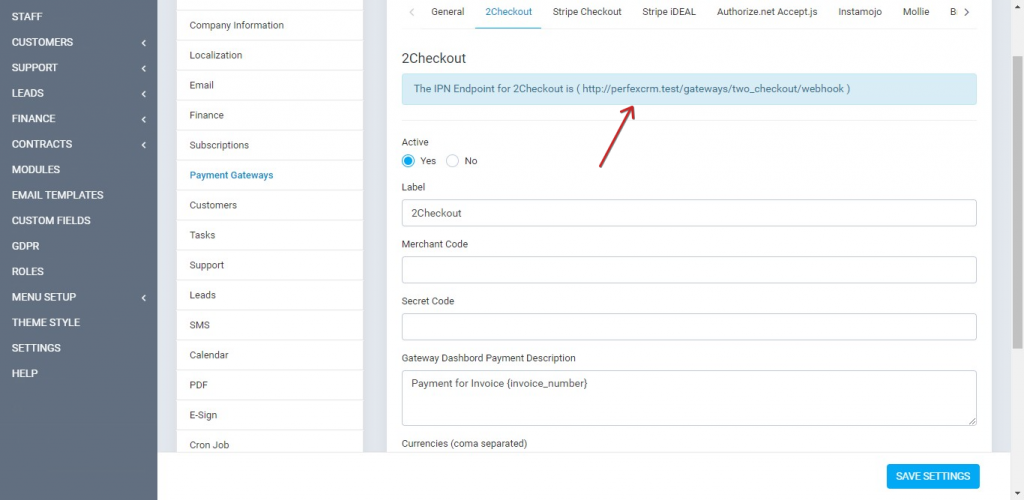 STAFF
CUSTOMERS
SUPPORT
LEADS
FINANCE
CONTRACTS
MODULES
EMAIL TEMPLATES
CUSTOM FIELDS
GDPR
ROLES
MENU SETUP
THEME STYLE
SETTINGS
HELP
Company Information
Localization
Email
Finance
Subscriptions
Payment Gateways
Customers
Tasks
Support
Leads
SMS
Calendar
PDF
E-Sign
Cron Job
General 2Checkout Stripe Checkout Stripe iDEAL Authorize.net Accept.js Instamojo Mollie
2Checkout
The IPN Endpoint for 2Checkout is ( http://perfexcrm.test/gateways/two_checkout/webhook )
Active
Yes No
Label
2Checkout
Merchant Code
Secret Code
Gateway Dashbord Payment Description
Payment for Invoice {invoice_number}
Currencies (coma separated)
SAVE SETTINGS